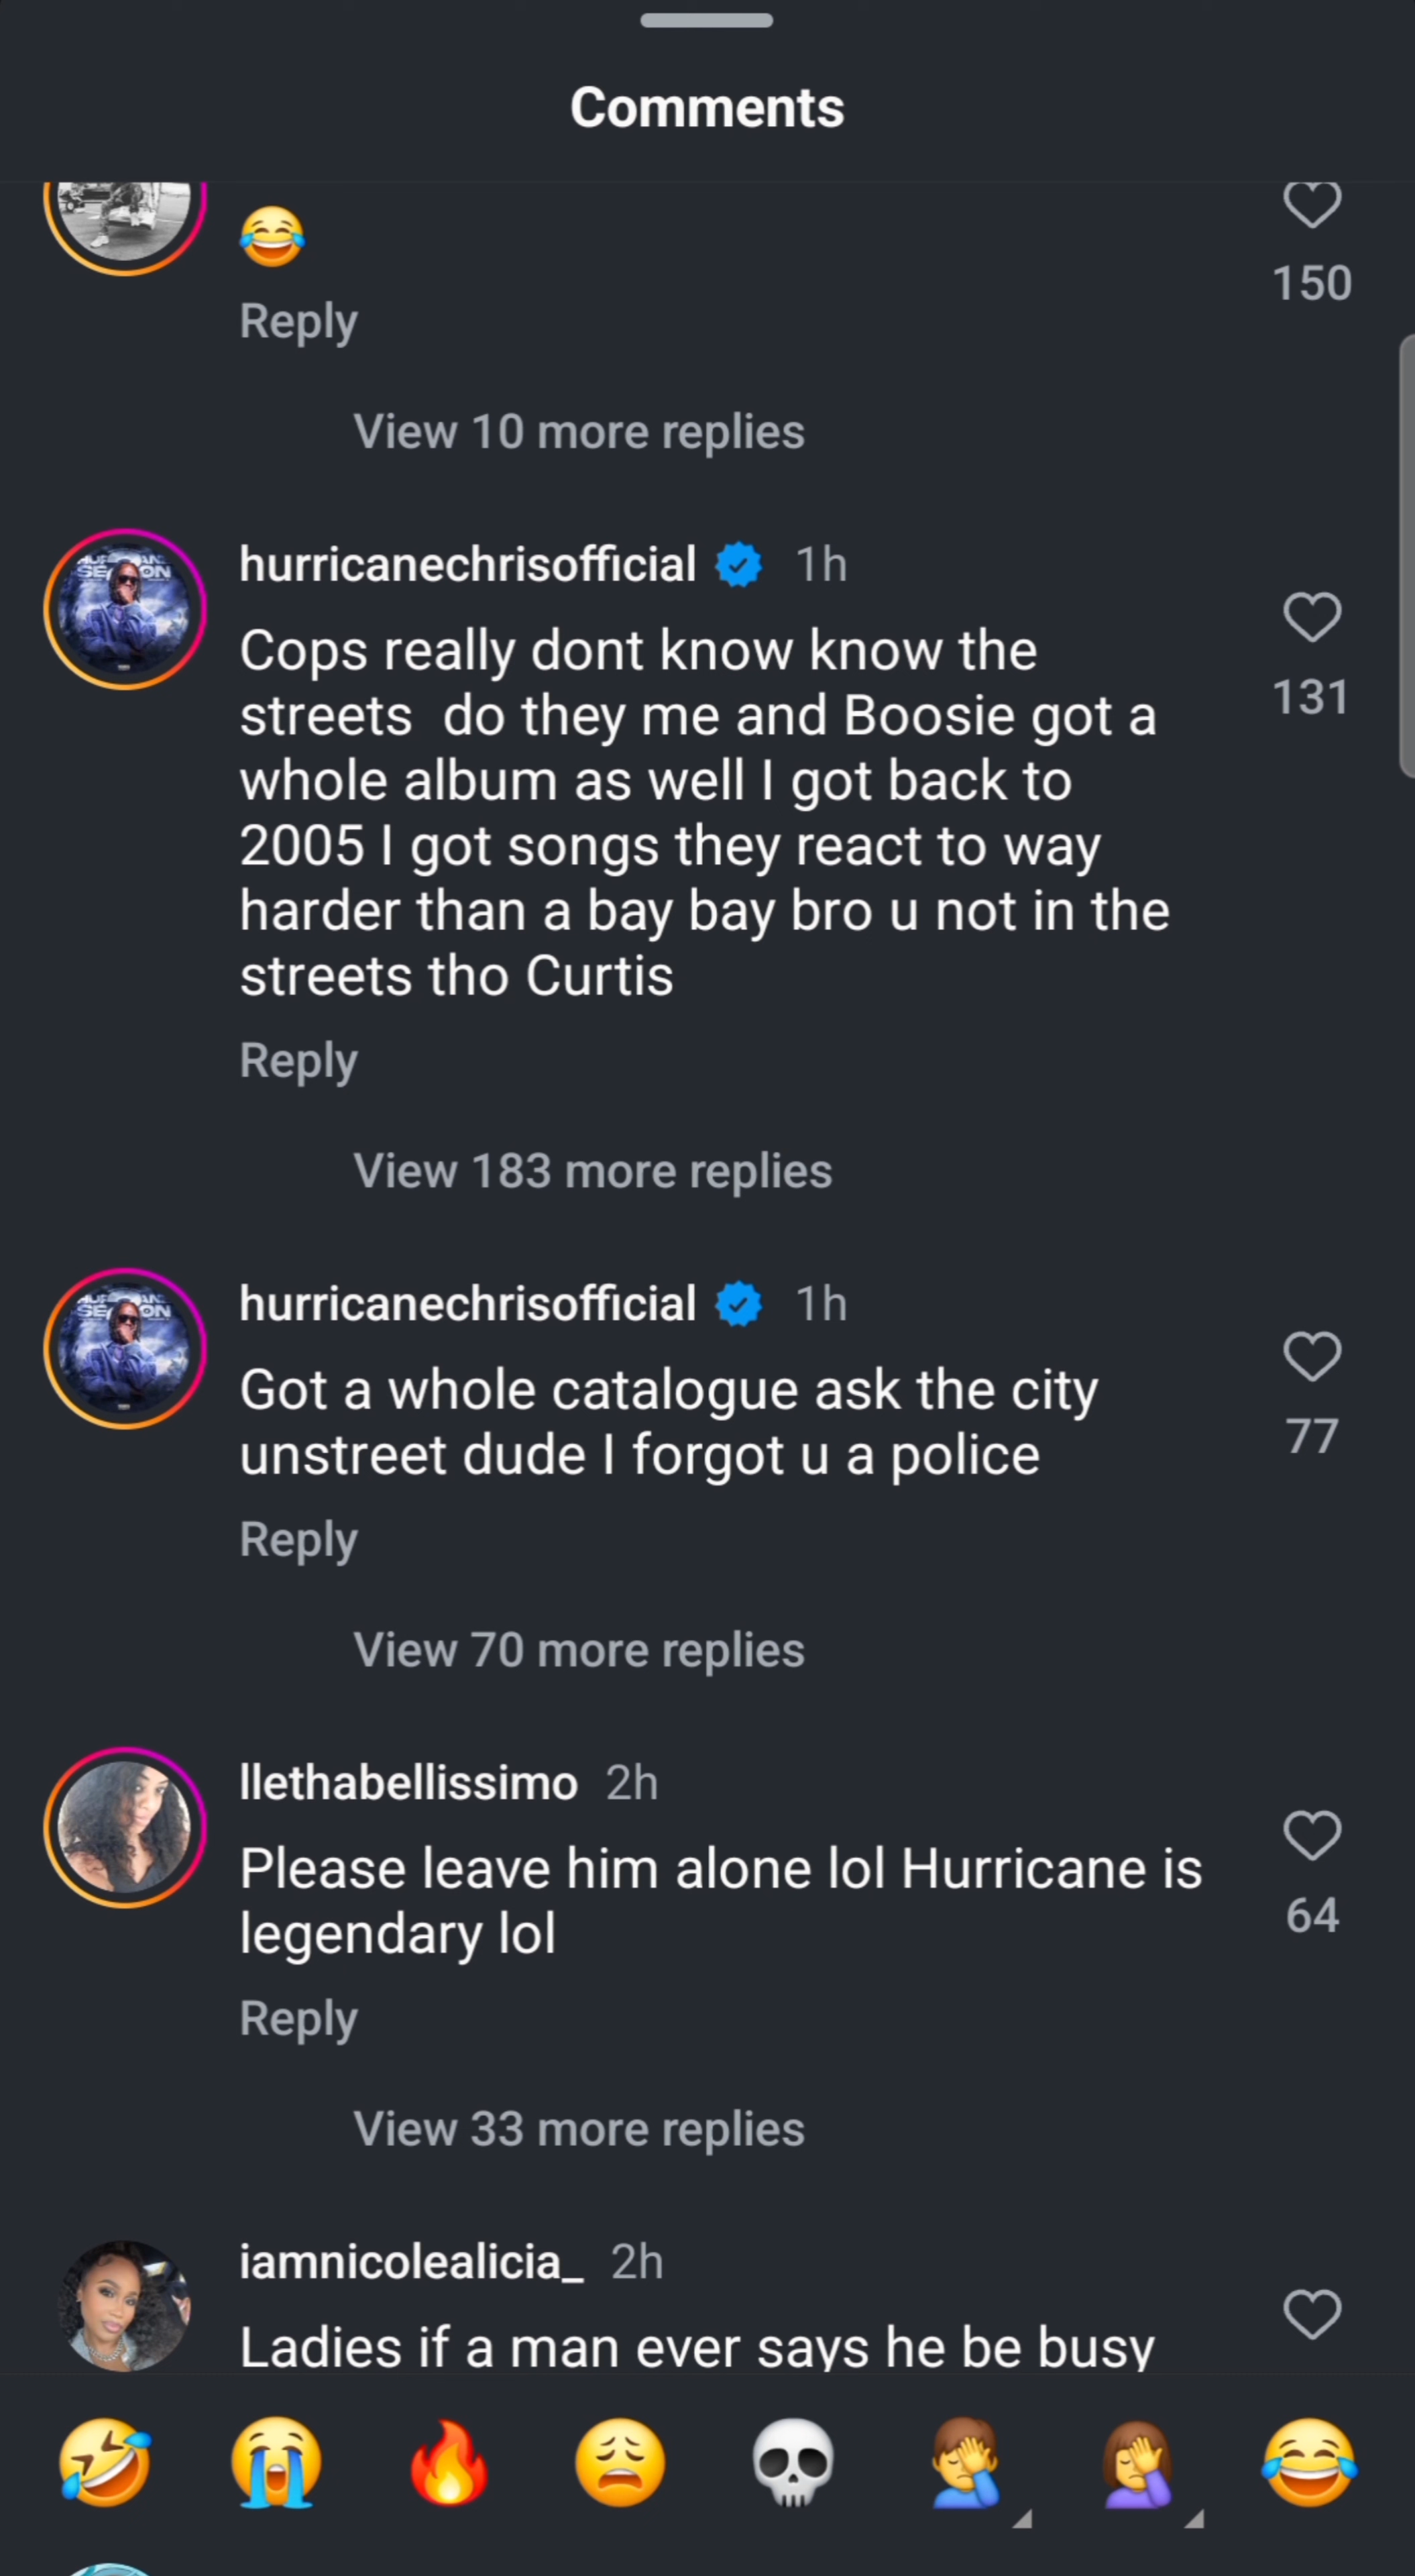 Comments
150
Reply
View 10 more replies
hurricanechrisofficial 1h
Cops really dont know know the
streets  do they me and Boosie got a
whole album as well I got back to
2005 I got songs they react to way
harder than a bay bay bro u not in the
streets tho Curtis
131
Reply
View 183 more replies
hurricanechrisofficial 1h
Got a whole catalogue ask the city
unstreet dude I forgot u a police
77
Reply
View 70 more replies
llethabellissimo 2h
Please leave him alone lol Hurricane is
legendary lol
64
Reply
View 33 more replies
iamnicolealicia_ 2h
Ladies if a man ever says he be busy